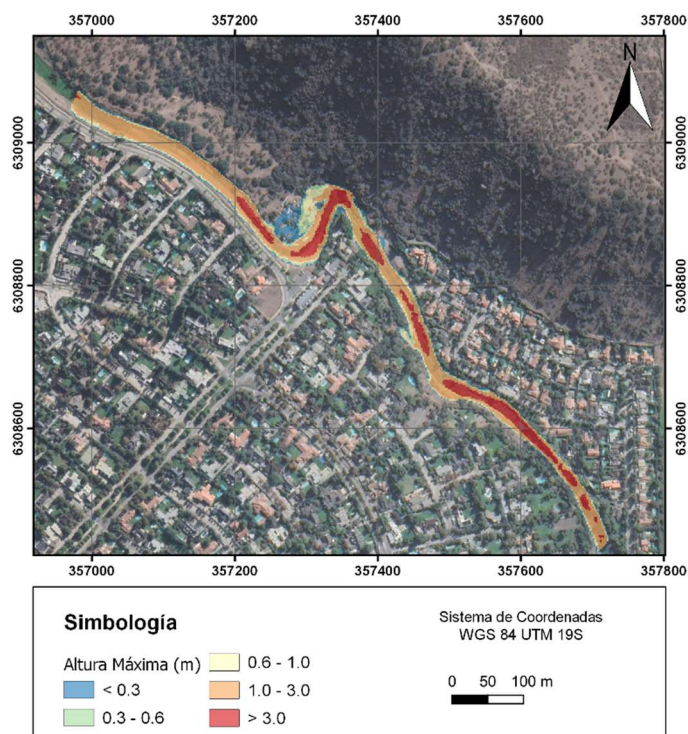 357000 357200 357400 357600 357800
N
6309000 6309000
6308800 6308800
6308600 6308600
357000 357200 357400 357600 357800
Simbología
Altura Máxima (m)
< 0.3
0.3 - 0.6
0.6 - 1.0
1.0 - 3.0
> 3.0
Sistema de Coordenadas
WGS 84 UTM 19S
0 50 100 m